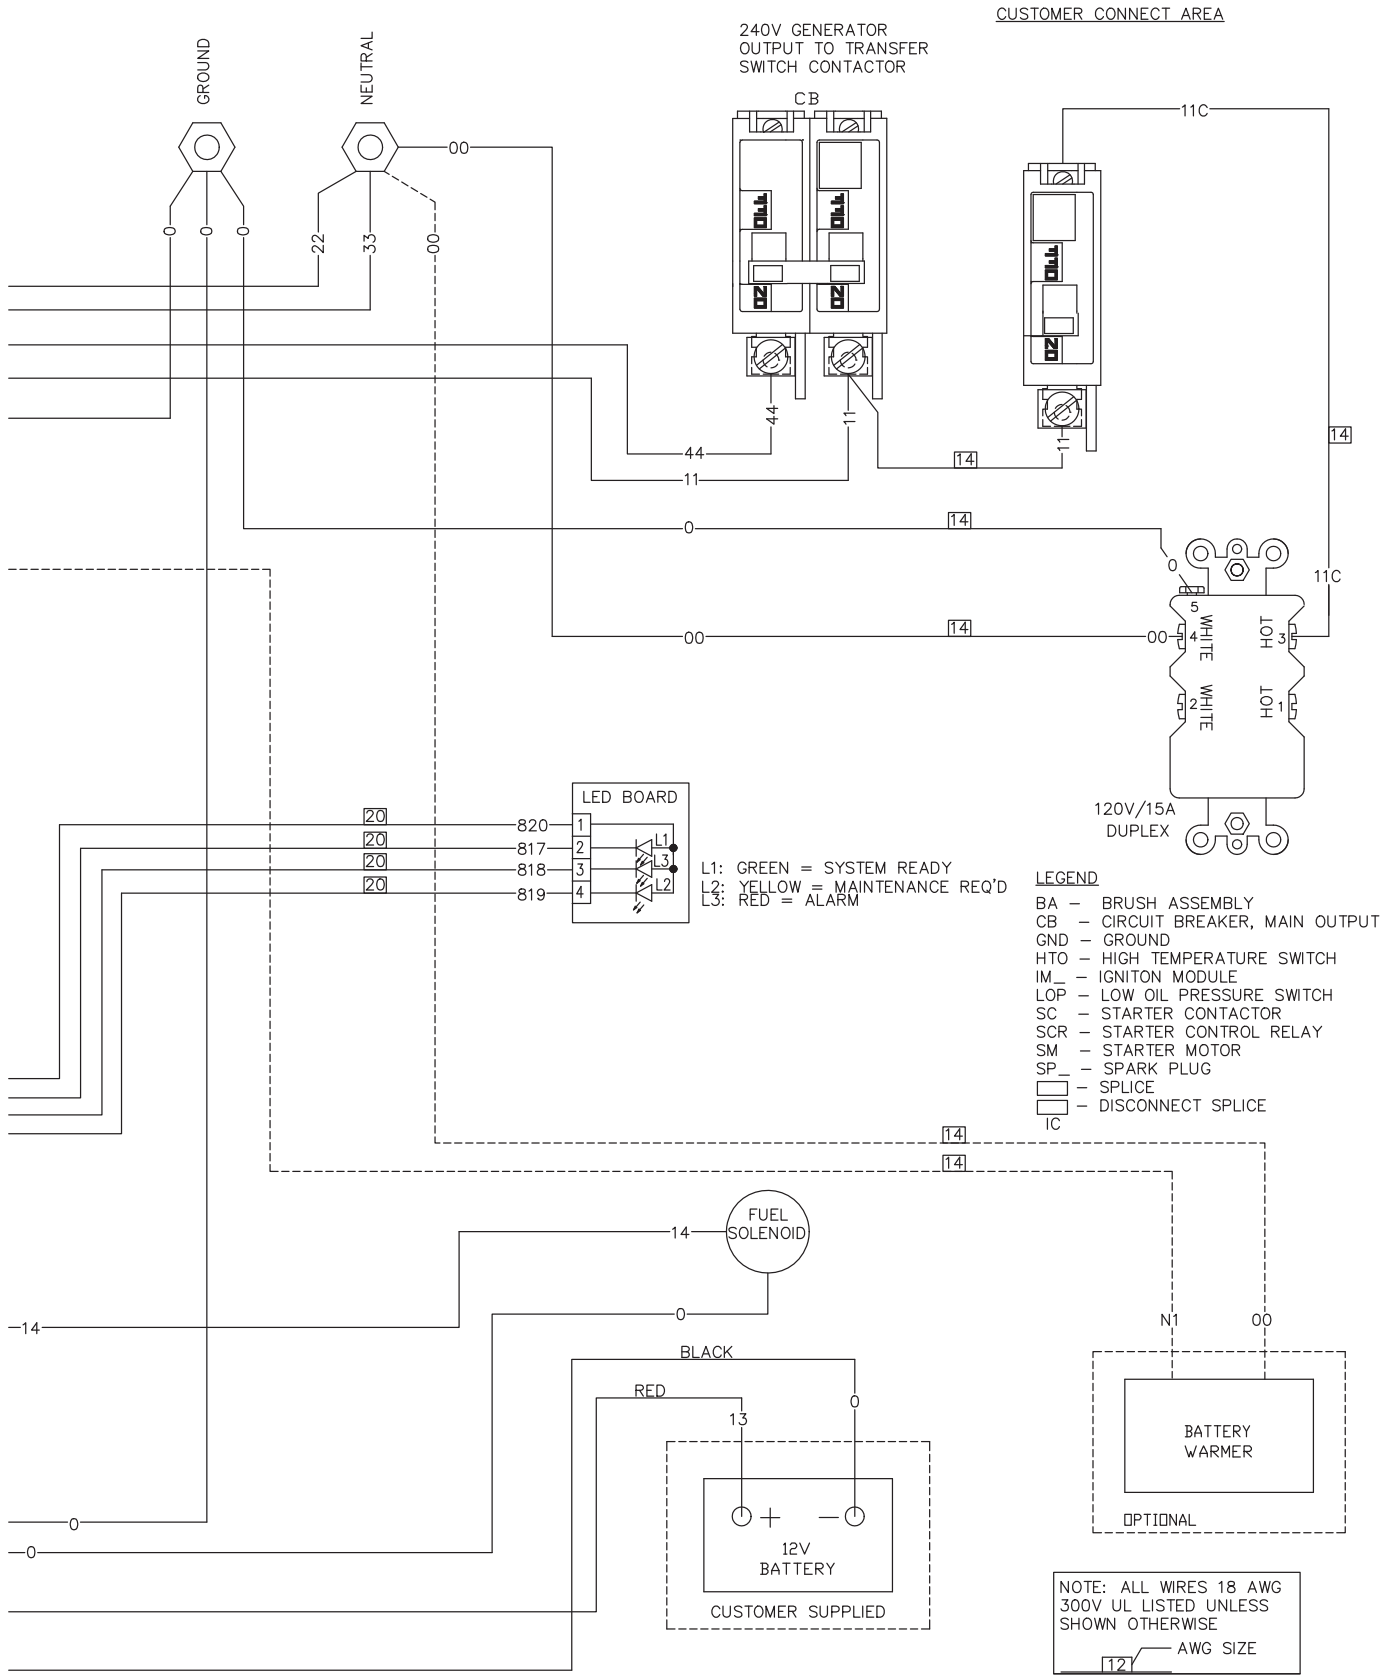 CUSTOMER CONNECT AREA
240V GENERATOR
OUTPUT TO TRANSFER
SWITCH CONTACTOR
GROUND
NEUTRAL
CB
11C
00
0
0
0
22
33
00
OFF
OFF
ON
ON
OFF
ON
44
11
11
44
11
14
14
0
14
0
11C
00
14
00
5
4
WHITE
HOT
3
2
WHITE
HOT
1
120V/15A
DUPLEX
LED BOARD
20
820
1
20
817
2
L1
20
818
3
L3
20
819
4
L2
L1: GREEN = SYSTEM READY
L2: YELLOW = MAINTENANCE REQ'D
L3: RED = ALARM
LEGEND
BA – BRUSH ASSEMBLY
CB – CIRCUIT BREAKER, MAIN OUTPUT
GND – GROUND
HTO – HIGH TEMPERATURE SWITCH
IM_ – IGNITON MODULE
LOP – LOW OIL PRESSURE SWITCH
SC – STARTER CONTACTOR
SCR – STARTER CONTROL RELAY
SM – STARTER MOTOR
SP_ – SPARK PLUG
– SPLICE
– DISCONNECT SPLICE
IC
14
14
FUEL
SOLENOID
14
0
14
N1
00
BLACK
RED
13
0
BATTERY
WARMER
OPTIONAL
+
–
12V
BATTERY
CUSTOMER SUPPLIED
0
0
NOTE: ALL WIRES 18 AWG
300V UL LISTED UNLESS
SHOWN OTHERWISE
AWG SIZE
12